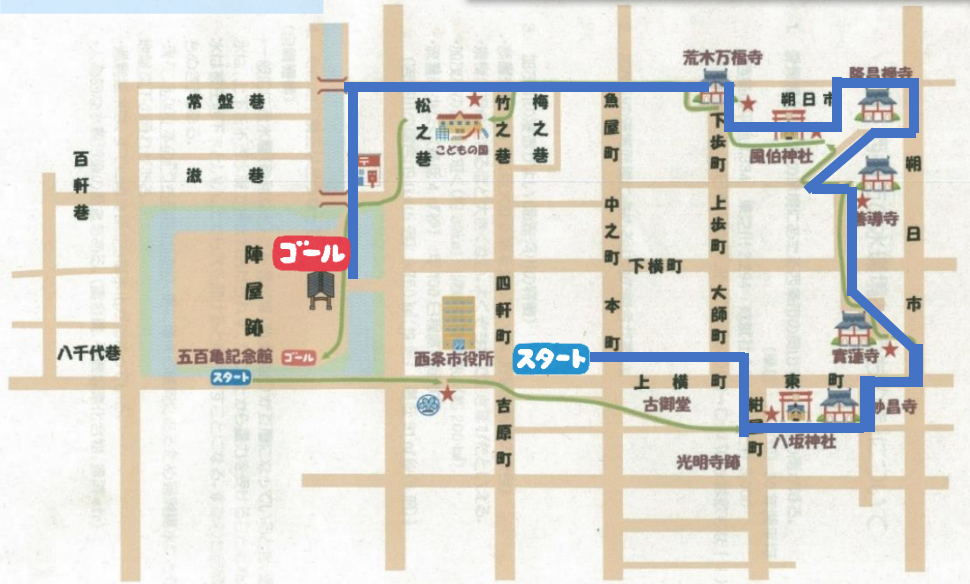 荒木万福寺
隆昌禅寺
常盤巷
松之巷
竹之巷
梅之巷
魚屋町
下歩町
朔日市
こどもの国
風伯神社
百軒巷
滋巷
朔日市
善導寺
中之町
上歩町
陣屋跡
ゴール
下横町
四軒町
本町
大師町
八千代巷
五百亀記念館
ゴール
西条市役所
スタート
實蓮寺
スタート
上横町
東町
古御堂
紺屋町
妙昌寺
吉原町
八坂神社
光明寺跡